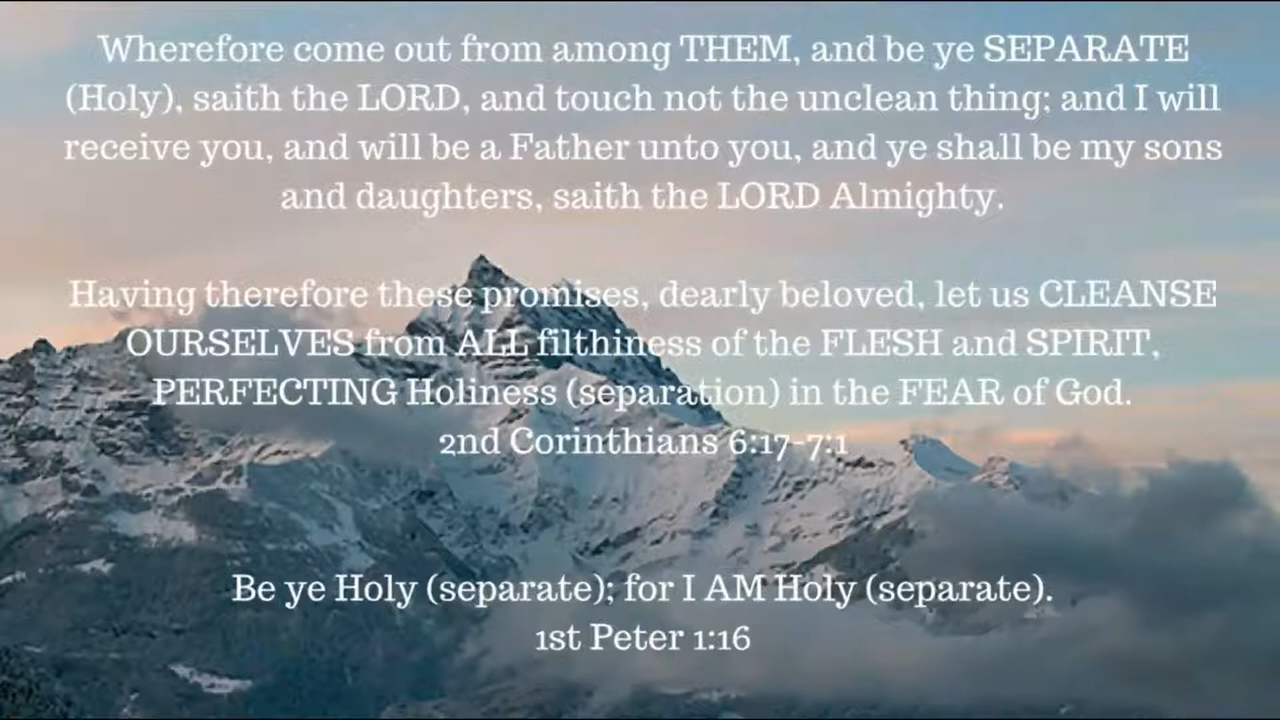 Wherefore come out from among THEM, and be ye SEPARATE
(Holy), saith the LORD, and touch not the unclean thing; and I will
receive you, and will be a Father unto you, and ye shall be my sons
and daughters, saith the LORD Almighty.
Having therefore these promises, dearly beloved, let us CLEANSE
OURSELVES from ALL filthiness of the FLESH and SPIRIT,
PERFECTING Holiness (separation) in the FEAR of God.
2nd Corinthians 6:17-7:1
Be ye Holy (separate); for I AM Holy (separate).
1st Peter 1:16